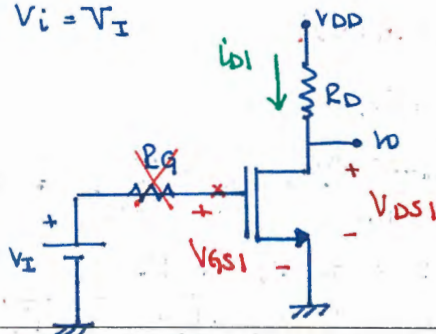 Vi = VI
VDD
iD1
RD
RG
vo
+
+
+
VDS1
VI
VGS1
-
-